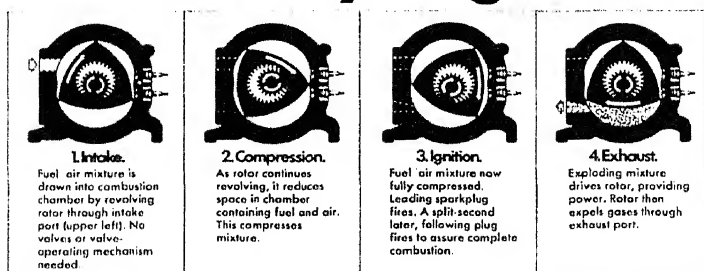 1. Intake.
Fuel air mixture is
drawn into combustion
chamber by revolving
rotor through intake
port (upper left). No
valves or valve-
operating mechanism
needed.
2. Compression.
As rotor continues
revolving, it reduces
space in chamber
containing fuel and air.
This compresses
mixture.
3. Ignition.
Fuel air mixture now
fully compressed.
Leading sparkplug
fires. A split-second
later, following plug
fires to assure complete
combustion.
4. Exhaust.
Exploding mixture
drives rotor, providing
power. Rotor then
expels gases through
exhaust port.